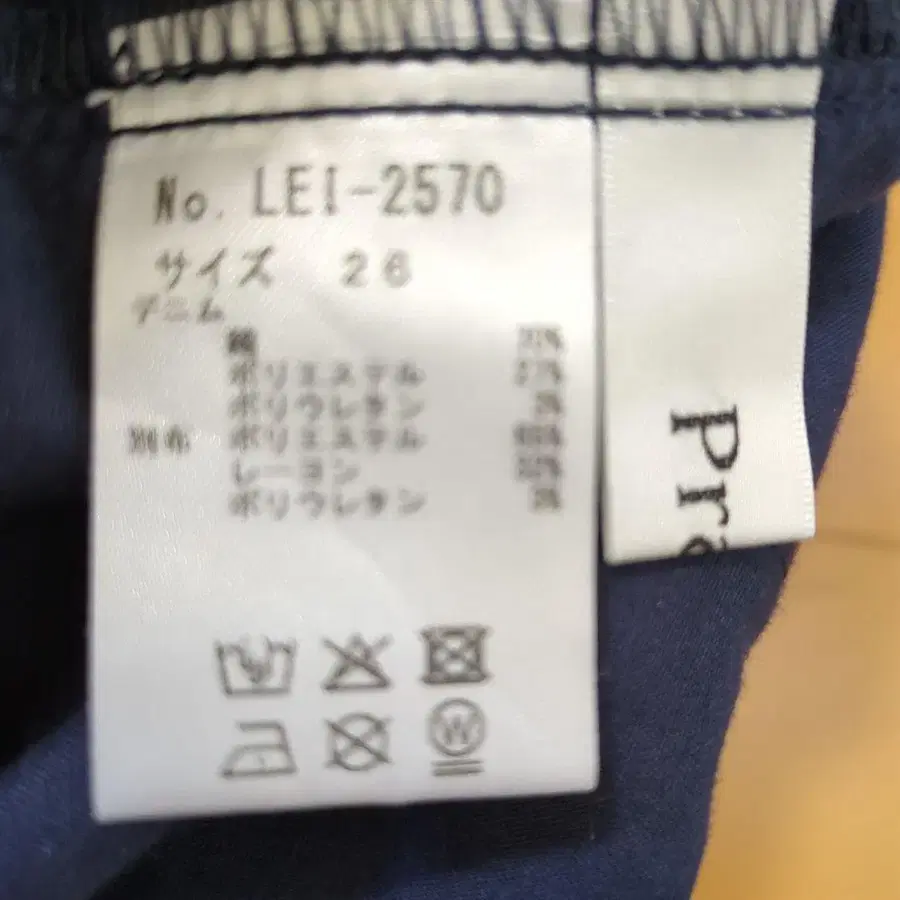 No. LEI-2570
サイズ 26
デニム
綿
ポリエステル
ポリウレタン
別布 ポリエステル
レーヨン
ポリウレタン
W
Pr